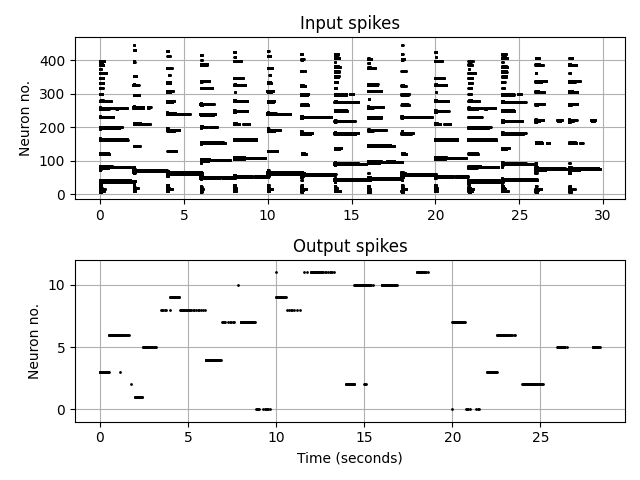 Input spikes
Neuron no.
400
300
200
100
0
0 5 10 15 20 25 30
Output spikes
Neuron no.
10
5
0
0 5 10 15 20 25
Time (seconds)